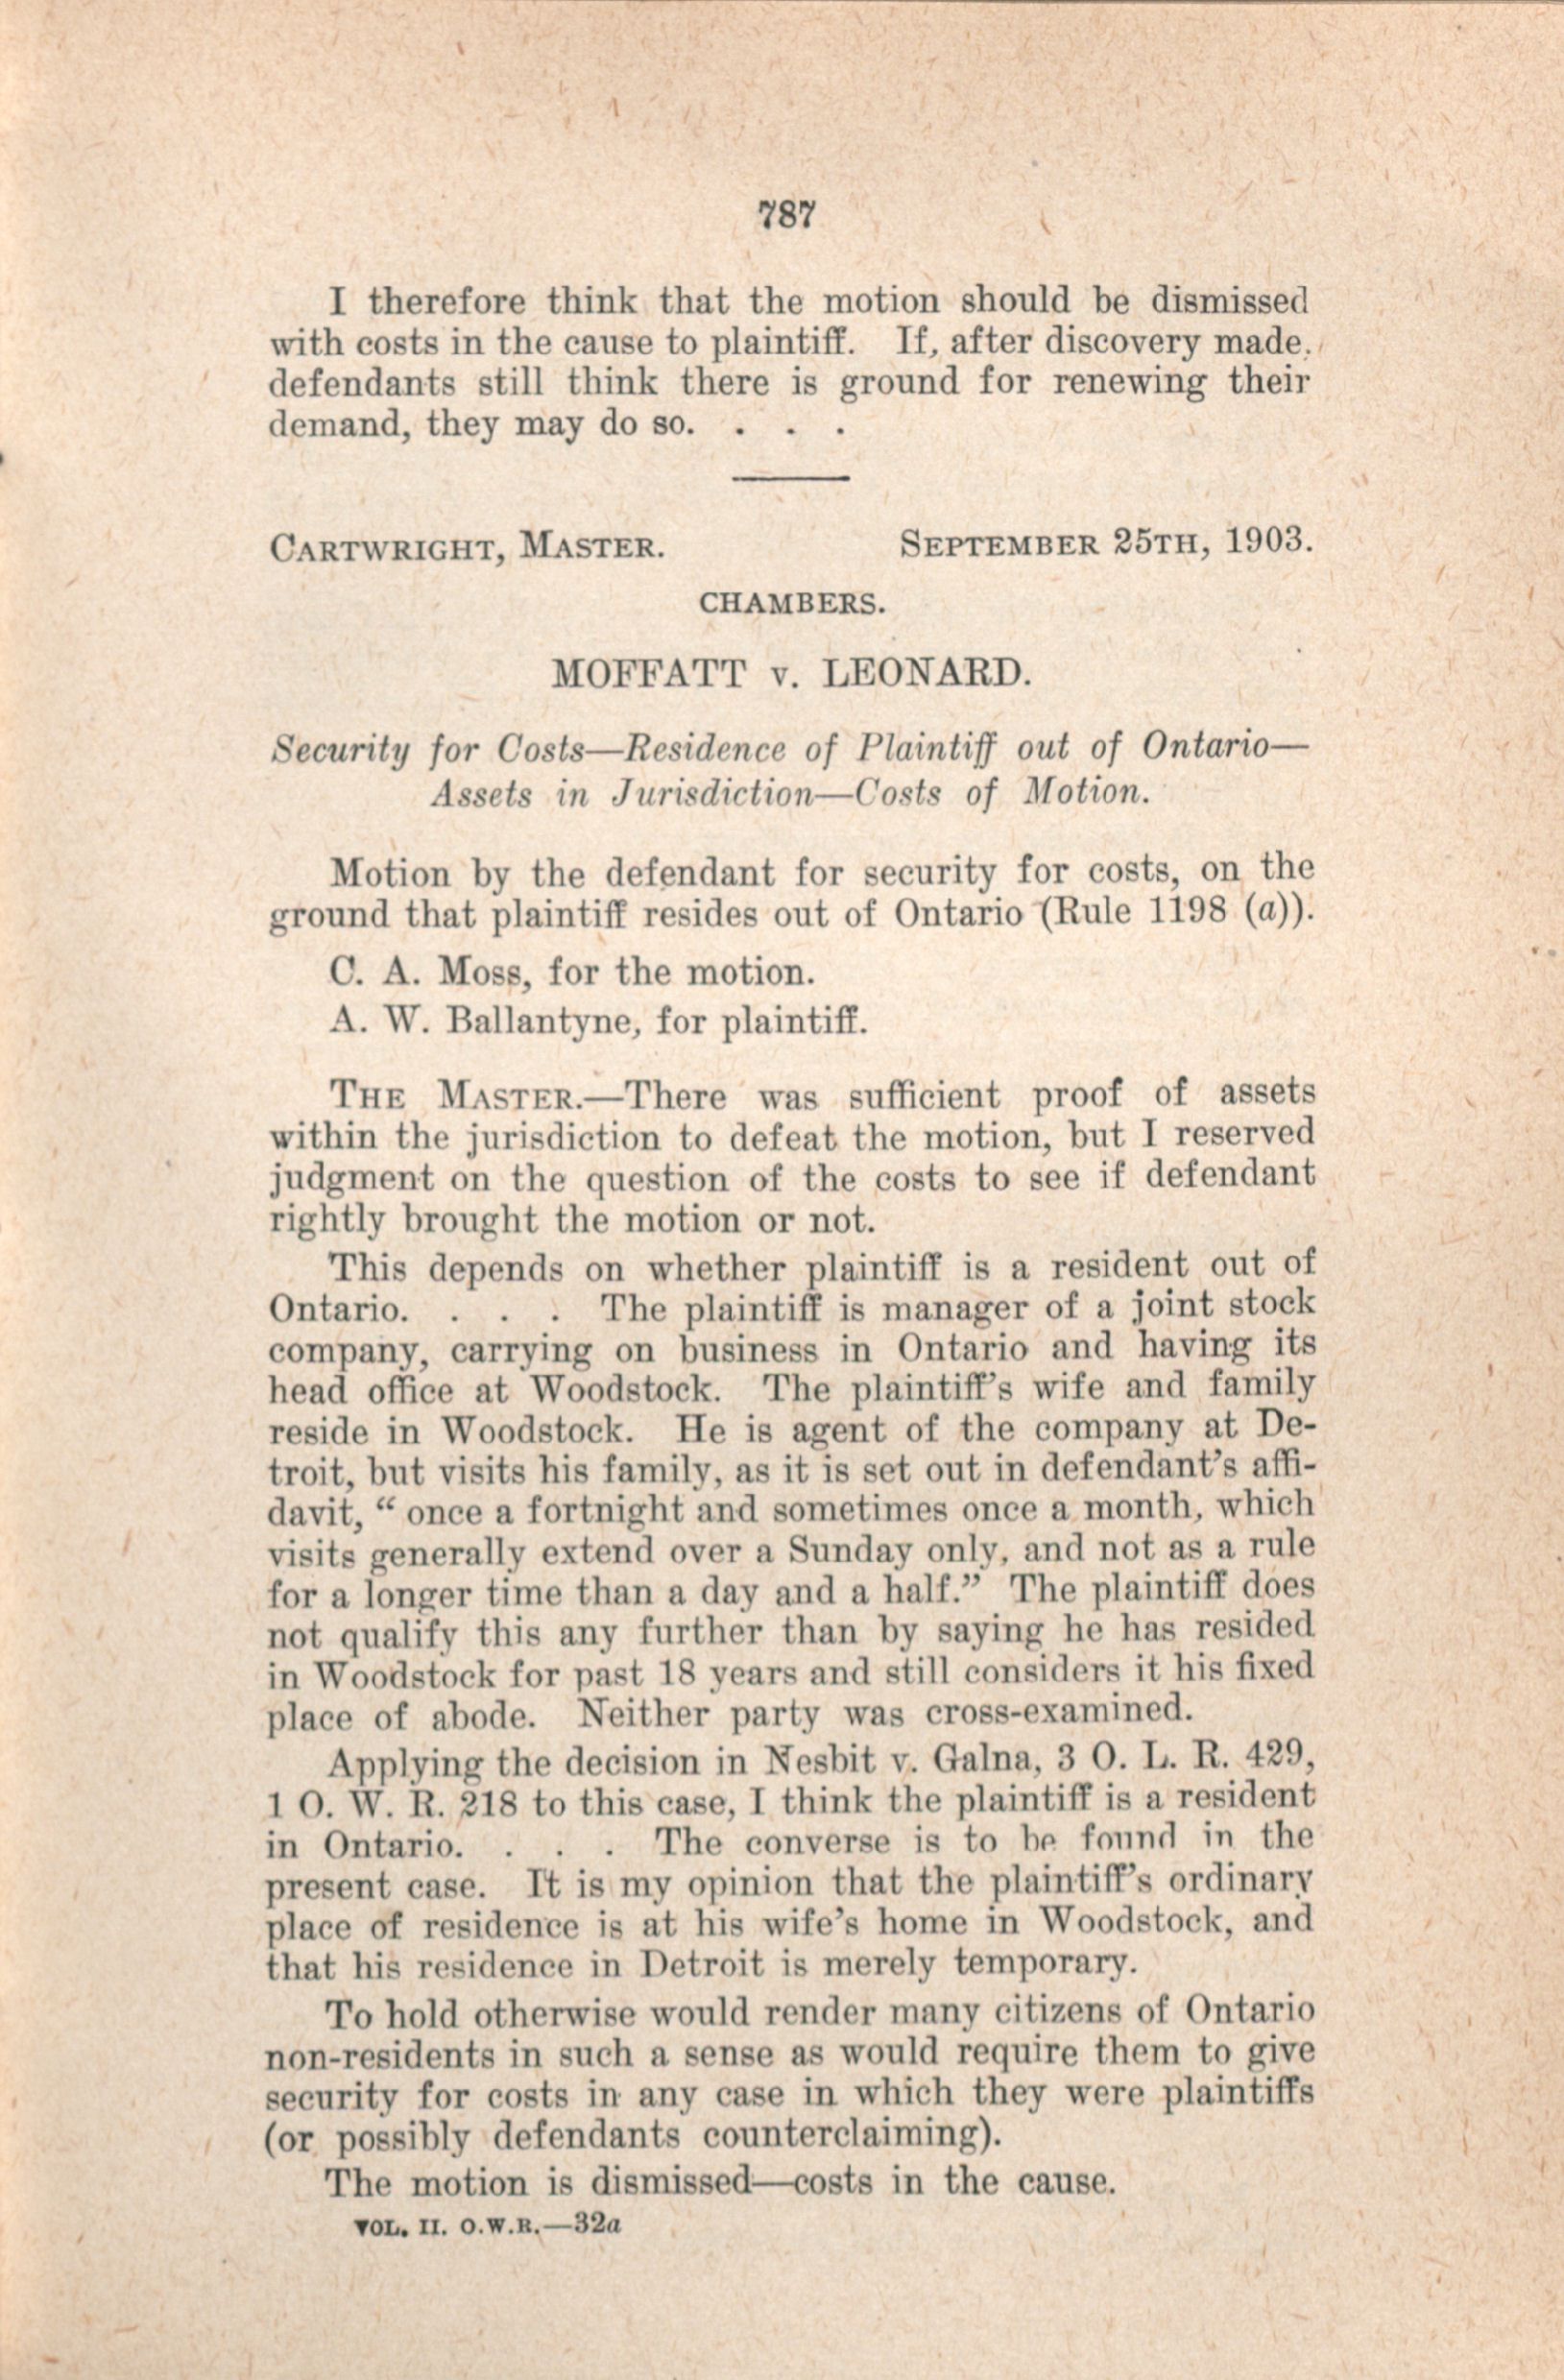 787
I therefore think that the motion should be dismissed
with costs in the cause to plaintiff. If, after discovery made,
defendants still think there is ground for renewing their
demand, they may do so. . . .
CARTWRIGHT, MASTER. SEPTEMBER 25TH, 1903.
CHAMBERS.
MOFFATT v. LEONARD.
Security for Costs—Residence of Plaintiff out of Ontario—
Assets in Jurisdiction—Costs of Motion.
Motion by the defendant for security for costs, on the
ground that plaintiff resides out of Ontario (Rule 1198 (a)).
C. A. Moss, for the motion.
A. W. Ballantyne, for plaintiff.
THE MASTER.—There was sufficient proof of assets
within the jurisdiction to defeat the motion, but I reserved
judgment on the question of the costs to see if defendant
rightly brought the motion or not.
This depends on whether plaintiff is a resident out of
Ontario. . . . The plaintiff is manager of a joint stock
company, carrying on business in Ontario and having its
head office at Woodstock. The plaintiff's wife and family
reside in Woodstock. He is agent of the company at De-
troit, but visits his family, as it is set out in defendant's affi-
davit, " once a fortnight and sometimes once a month, which
visits generally extend over a Sunday only, and not as a rule
for a longer time than a day and a half." The plaintiff does
not qualify this any further than by saying he has resided
in Woodstock for past 18 years and still considers it his fixed
place of abode. Neither party was cross-examined.
Applying the decision in Nesbit v. Galna, 3 O. L. R. 429,
1 O. W. R. 218 to this case, I think the plaintiff is a resident
in Ontario. . . . The converse is to be found in the
present case. It is my opinion that the plaintiff's ordinary
place of residence is at his wife's home in Woodstock, and
that his residence in Detroit is merely temporary.
To hold otherwise would render many citizens of Ontario
non-residents in such a sense as would require them to give
security for costs in any case in which they were plaintiffs
(or possibly defendants counterclaiming).
The motion is dismissed—costs in the cause.
VOL. II. O.W.R.—32a